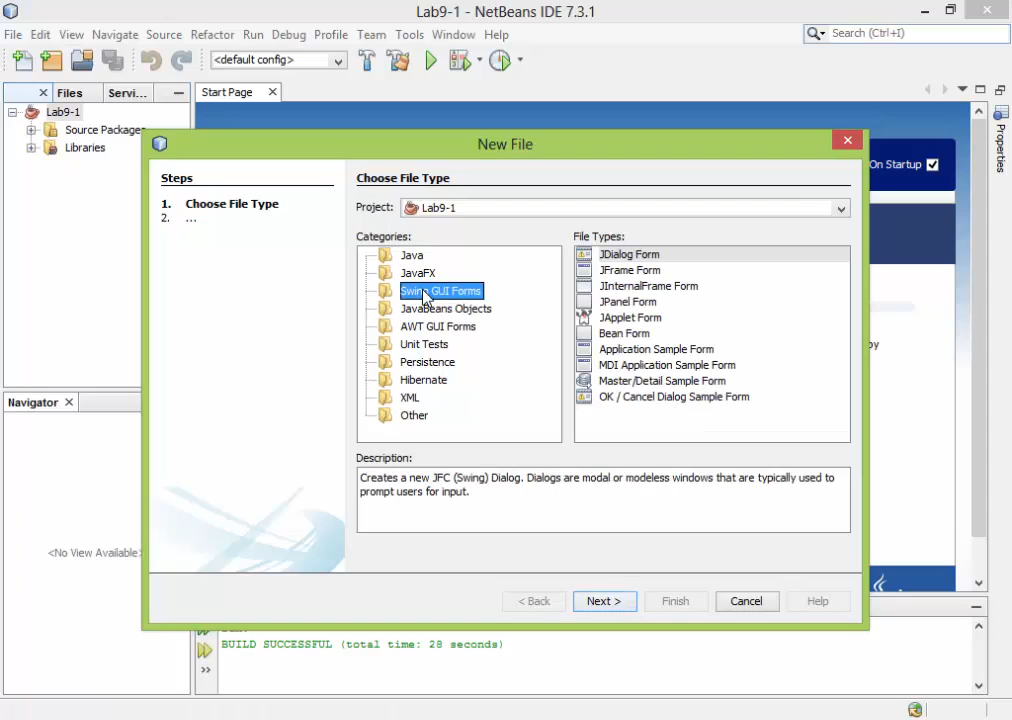 Lab9-1 - NetBeans IDE 7.3.1
File Edit View Navigate Source Refactor Run Debug Profile Team Tools Window Help
Search (Ctrl+I)
<default config>
Files Servi... Start Page
Lab9-1
Source Packages
Libraries
On Startup
Properties
New File
Steps
1. Choose File Type
2. ...
Choose File Type
Project: Lab9-1
Categories:
Java
JavaFX
Swing GUI Forms
JavaBeans Objects
AWT GUI Forms
Unit Tests
Persistence
Hibernate
XML
Other
File Types:
JDialog Form
JFrame Form
JInternalFrame Form
JPanel Form
JApplet Form
Bean Form
Application Sample Form
MDI Application Sample Form
Master/Detail Sample Form
OK / Cancel Dialog Sample Form
Description:
Creates a new JFC (Swing) Dialog. Dialogs are modal or modeless windows that are typically used to
prompt users for input.
< Back Next > Finish Cancel Help
Navigator
<No View Available
BUILD SUCCESSFUL (total time: 28 seconds)